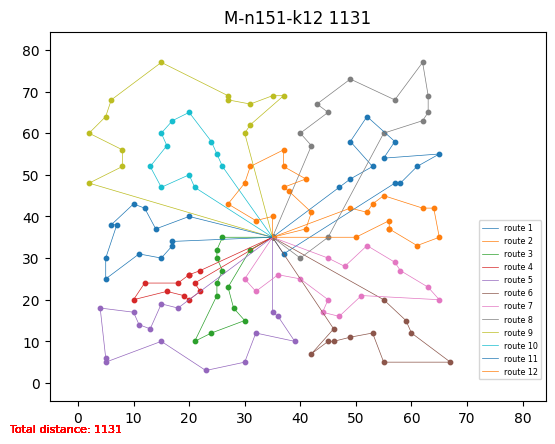 M-n151-k12 1131
80
70
60
50
40
30
20
10
0
0 10 20 30 40 50 60 70 80
route 1
route 2
route 3
route 4
route 5
route 6
route 7
route 8
route 9
route 10
route 11
route 12
Total distance: 1131